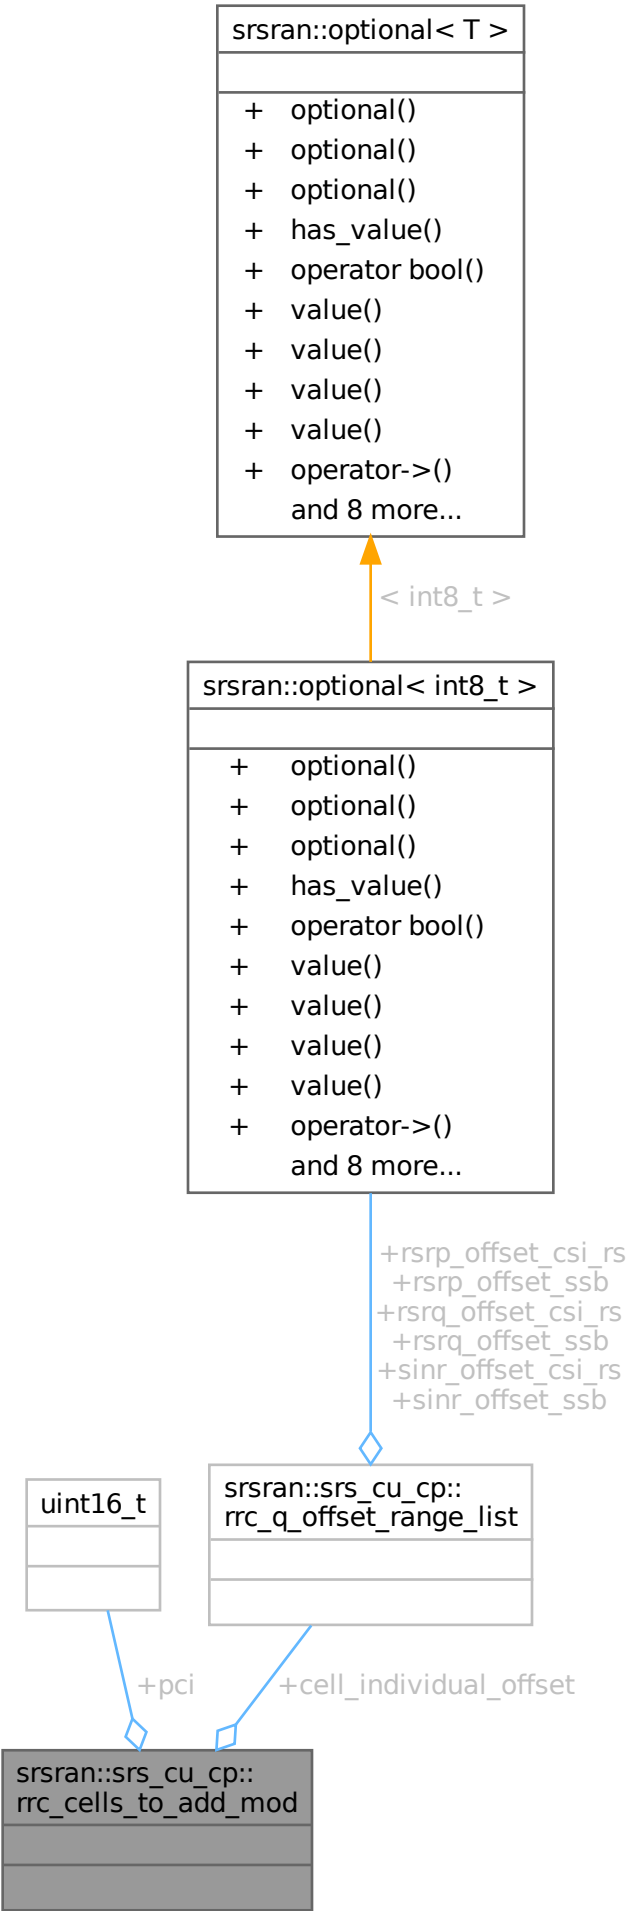 srsran::optional< T >
+ optional()
+ optional()
+ optional()
+ has_value()
+ operator bool()
+ value()
+ value()
+ value()
+ value()
+ operator->()
and 8 more...
< int8_t >
srsran::optional< int8_t >
+ optional()
+ optional()
+ optional()
+ has_value()
+ operator bool()
+ value()
+ value()
+ value()
+ value()
+ operator->()
and 8 more...
+rsrp_offset_csi_rs
+rsrp_offset_ssb
+rsrq_offset_csi_rs
+rsrq_offset_ssb
+sinr_offset_csi_rs
+sinr_offset_ssb
uint16_t
srsran::srs_cu_cp::
rrc_q_offset_range_list
+pci
+cell_individual_offset
srsran::srs_cu_cp::
rrc_cells_to_add_mod